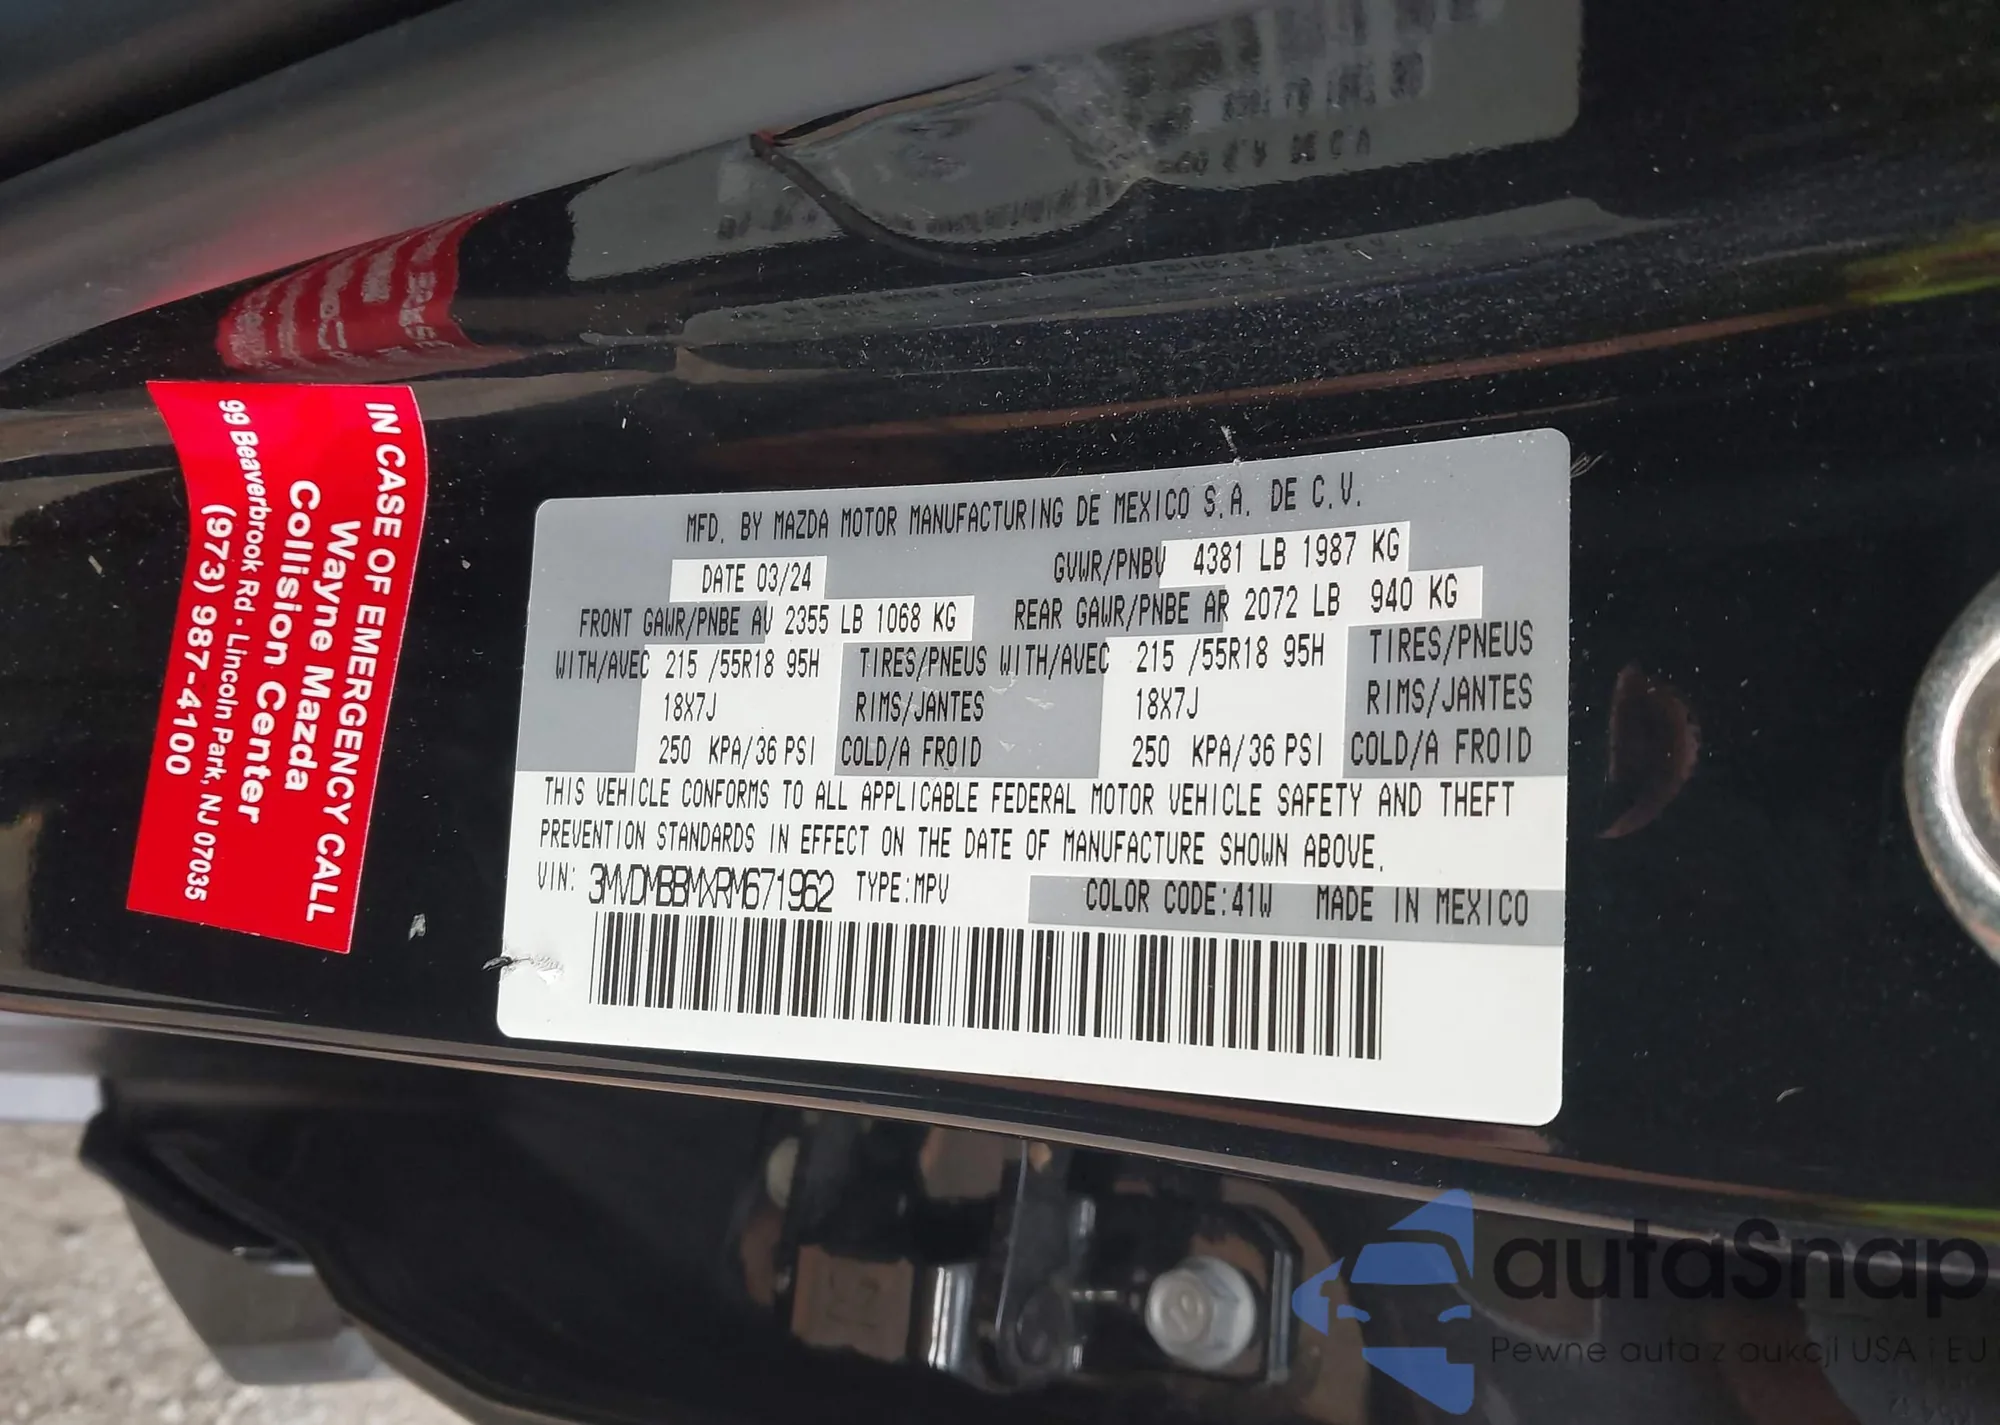 IN CASE OF EMERGENCY CALL
Wayne Mazda
Collision Center
99 Beaverbrook Rd · Lincoln Park, NJ 07035
(973) 987-4100
MFD. BY MAZDA MOTOR MANUFACTURING DE MEXICO S.A. DE C.V.
DATE 03/24 GVWR/PNBV 4381 LB 1987 KG
FRONT GAWR/PNBE AV 2355 LB 1068 KG REAR GAWR/PNBE AR 2072 LB 940 KG
WITH/AVEC 215 /55R18 95H TIRES/PNEUS WITH/AVEC 215 /55R18 95H TIRES/PNEUS
18X7J RIMS/JANTES 18X7J RIMS/JANTES
250 KPA/36 PSI COLD/A FROID 250 KPA/36 PSI COLD/A FROID
THIS VEHICLE CONFORMS TO ALL APPLICABLE FEDERAL MOTOR VEHICLE SAFETY AND THEFT
PREVENTION STANDARDS IN EFFECT ON THE DATE OF MANUFACTURE SHOWN ABOVE.
VIN: 3MVDMBBMXRM671962 TYPE:MPV COLOR CODE:41W MADE IN MEXICO
autaSnap
Pewne auta z aukcji USA i EU